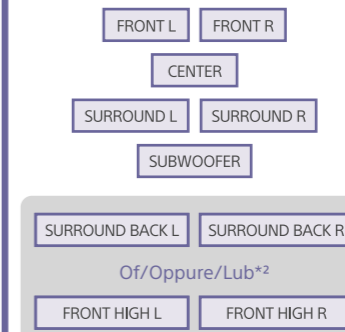 FRONT L FRONT R
CENTER
SURROUND L SURROUND R
SUBWOOFER
SURROUND BACK L SURROUND BACK R
Of/Oppure/Lub*²
FRONT HIGH L FRONT HIGH R